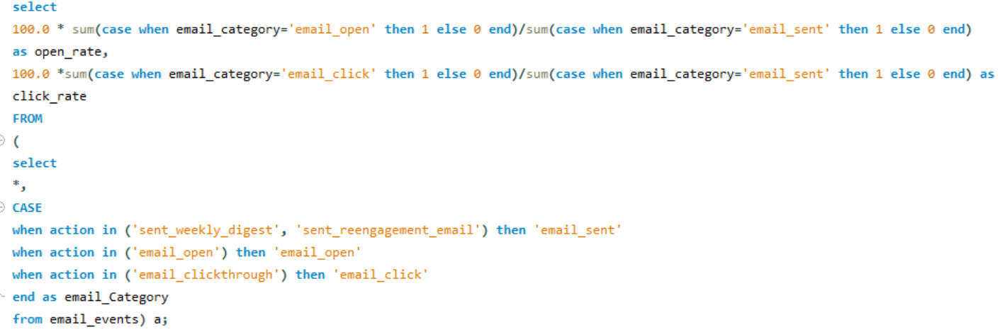 select
100.0 * sum(case when email_category='email_open' then 1 else 0 end)/sum(case when email_category='email_sent' then 1 else 0 end)
as open_rate,
100.0 *sum(case when email_category='email_click' then 1 else 0 end)/sum(case when email_category='email_sent' then 1 else 0 end) as
click_rate
FROM
(
select
*,
CASE
when action in ('sent_weekly_digest', 'sent_reengagement_email') then 'email_sent'
when action in ('email_open') then 'email_open'
when action in ('email_clickthrough') then 'email_click'
end as email_Category
from email_events) a;